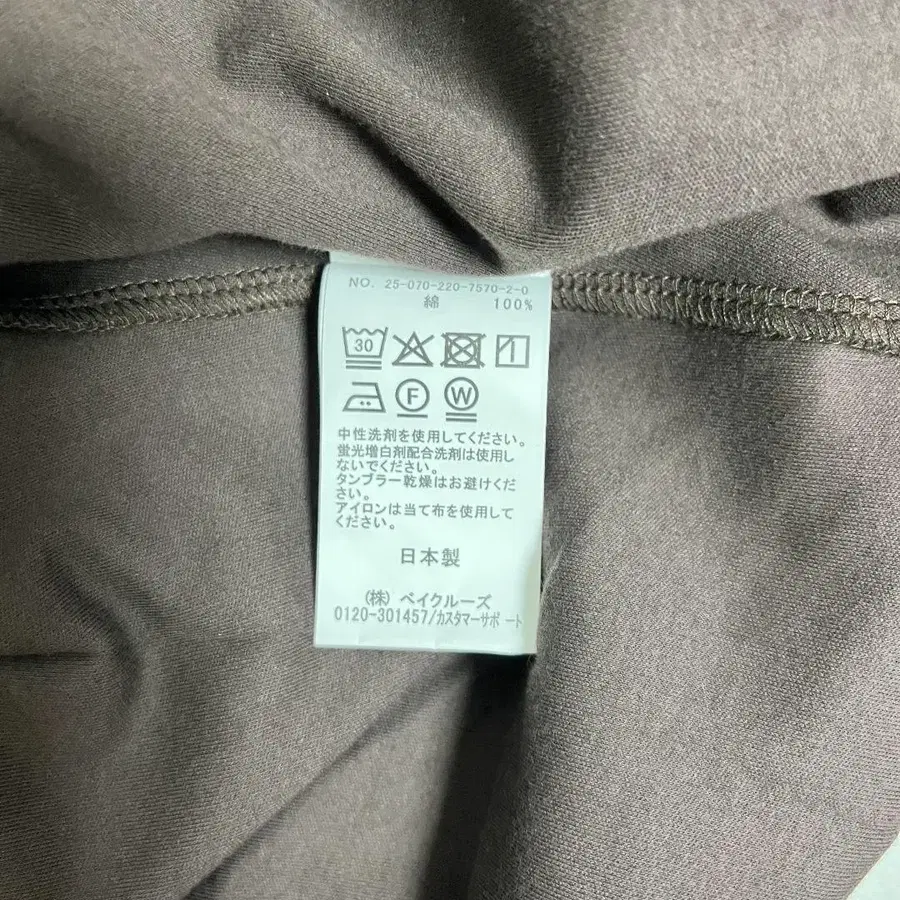 NO. 25-070-220-7570-2-0
綿 100%
30
F W
中性洗剤を使用してください。
蛍光増白剤配合洗剤は使用し
ないでください。
タンブラー乾燥はお避けくだ
さい。
アイロンは当て布を使用して
ください。
日本製
(株) ベイクルーズ
0120-301457/カスタマーサポート